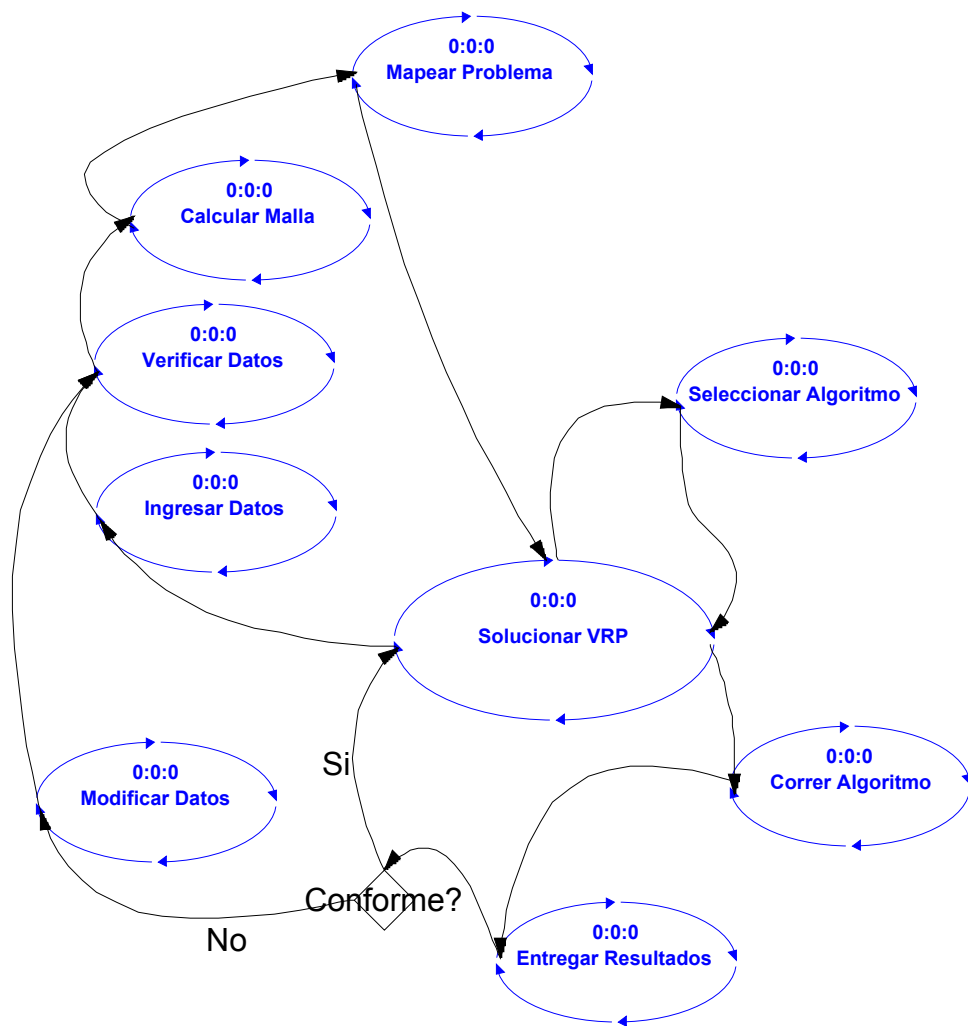 0:0:0
Mapear Problema
0:0:0
Calcular Malla
0:0:0
Verificar Datos
0:0:0
Seleccionar Algoritmo
0:0:0
Ingresar Datos
0:0:0
Solucionar VRP
Si
0:0:0
Modificar Datos
0:0:0
Correr Algoritmo
Conforme?
No
0:0:0
Entregar Resultados